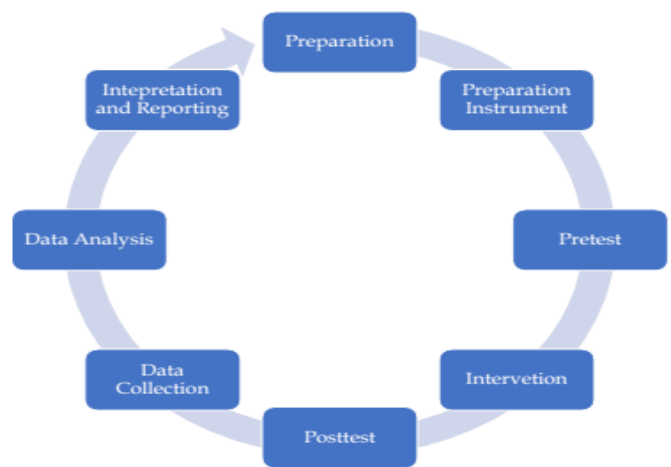 Preparation
Preparation
Instrument
Pretest
Intervetion
Posttest
Data
Collection
Data Analysis
Intepretation
and Reporting